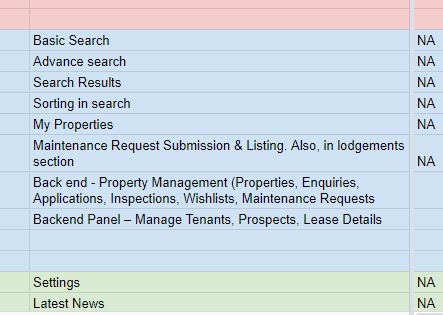 Basic Search NA
Advance search NA
Search Results NA
Sorting in search NA
My Properties NA
Maintenance Request Submission & Listing. Also, in lodgements
section NA
Back end - Property Management (Properties, Enquiries,
Applications, Inspections, Wishlists, Maintenance Requests
Backend Panel – Manage Tenants, Prospects, Lease Details
Settings NA
Latest News NA